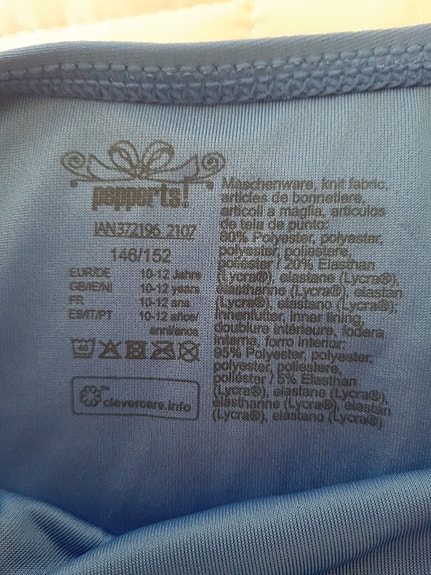 pepperts!
IAN 372196_2107
146/152
EUR/DE 10-12 Jahre
GB/IE/NI 10-12 years
FR 10-12 ans
ES/IT/PT 10-12 años/
anni/anos
clevercare.info
Maschenware, knit fabric,
articles de bonneterie,
articoli a maglia, artículos
de tela de punto:
80% Polyester, polyester,
polyester, poliestere,
poliéster / 20% Elasthan
(Lycra®), elastane (Lycra®),
élasthanne (Lycra®), elastan
(Lycra®), elastano (Lycra®);
Innenfutter, inner lining,
doublure intérieure, fodera
interna, forro interior:
95% Polyester, polyester,
polyester, poliestere,
poliéster / 5% Elasthan
(Lycra®), elastane (Lycra®),
élasthanne (Lycra®), elastan
(Lycra®), elastano (Lycra®)